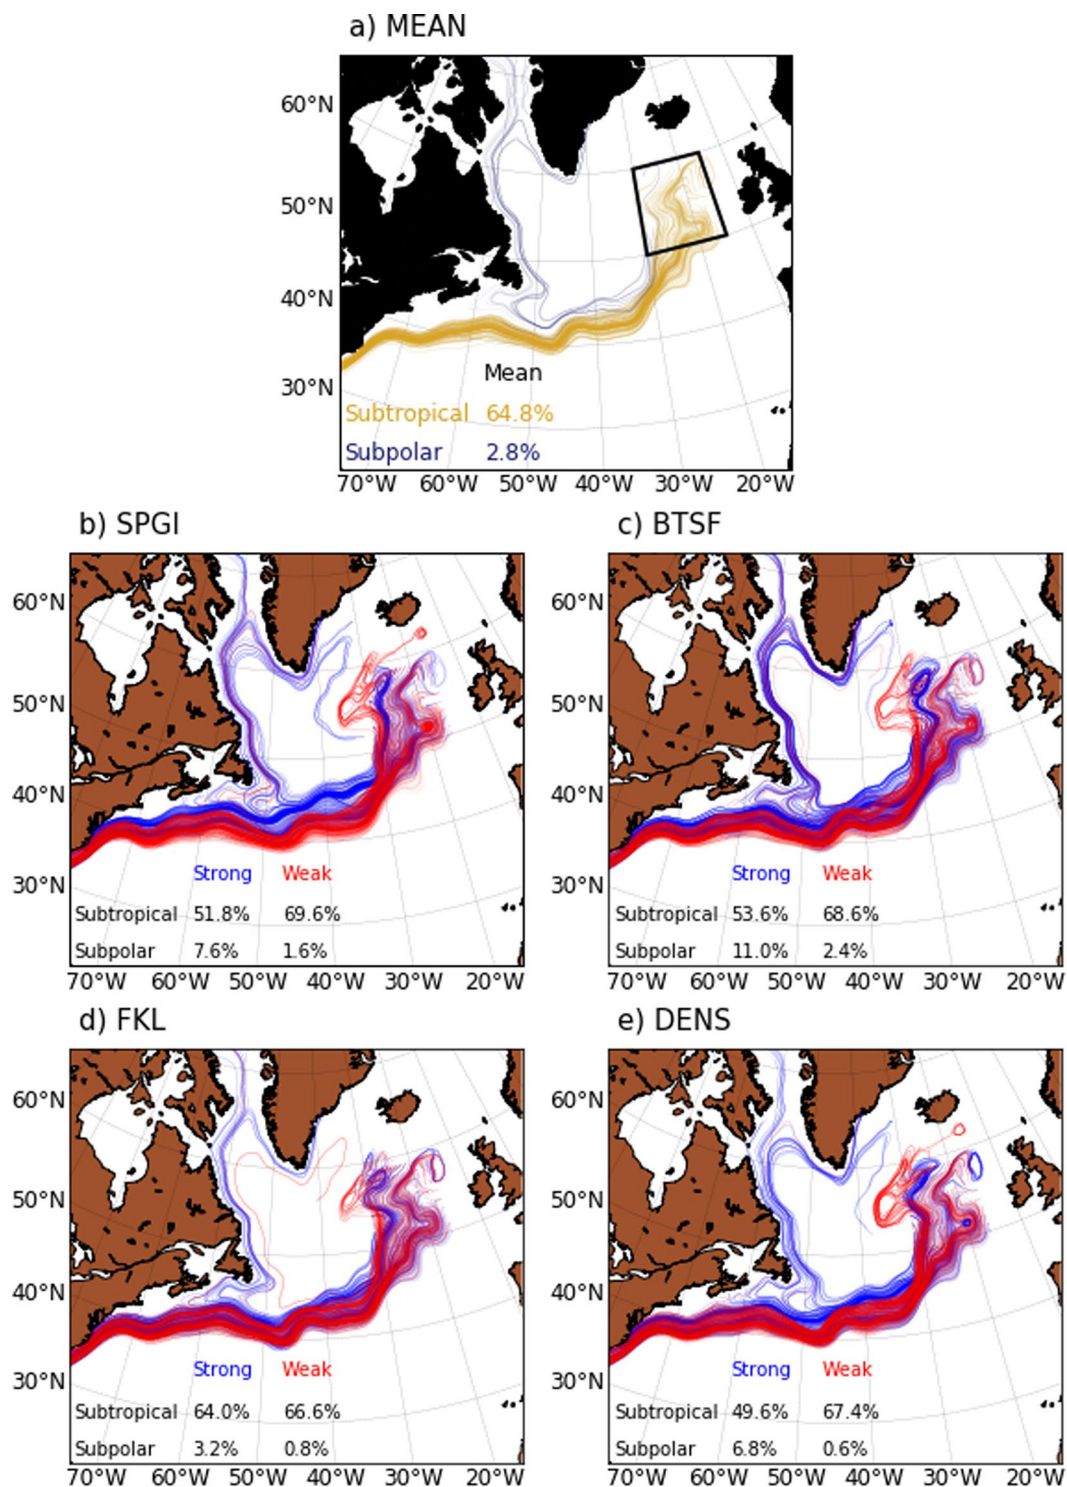 a) MEAN
60°N
50°N
40°N
30°N
Mean
Subtropical 64.8%
Subpolar 2.8%
70°W 60°W 50°W 40°W 30°W 20°W
b) SPGI
60°N
50°N
40°N
30°N
Strong Weak
Subtropical 51.8% 69.6%
Subpolar 7.6% 1.6%
70°W 60°W 50°W 40°W 30°W 20°W
c) BTSF
60°N
50°N
40°N
30°N
Strong Weak
Subtropical 53.6% 68.6%
Subpolar 11.0% 2.4%
70°W 60°W 50°W 40°W 30°W 20°W
d) FKL
60°N
50°N
40°N
30°N
Strong Weak
Subtropical 64.0% 66.6%
Subpolar 3.2% 0.8%
70°W 60°W 50°W 40°W 30°W 20°W
e) DENS
60°N
50°N
40°N
30°N
Strong Weak
Subtropical 49.6% 67.4%
Subpolar 6.8% 0.6%
70°W 60°W 50°W 40°W 30°W 20°W